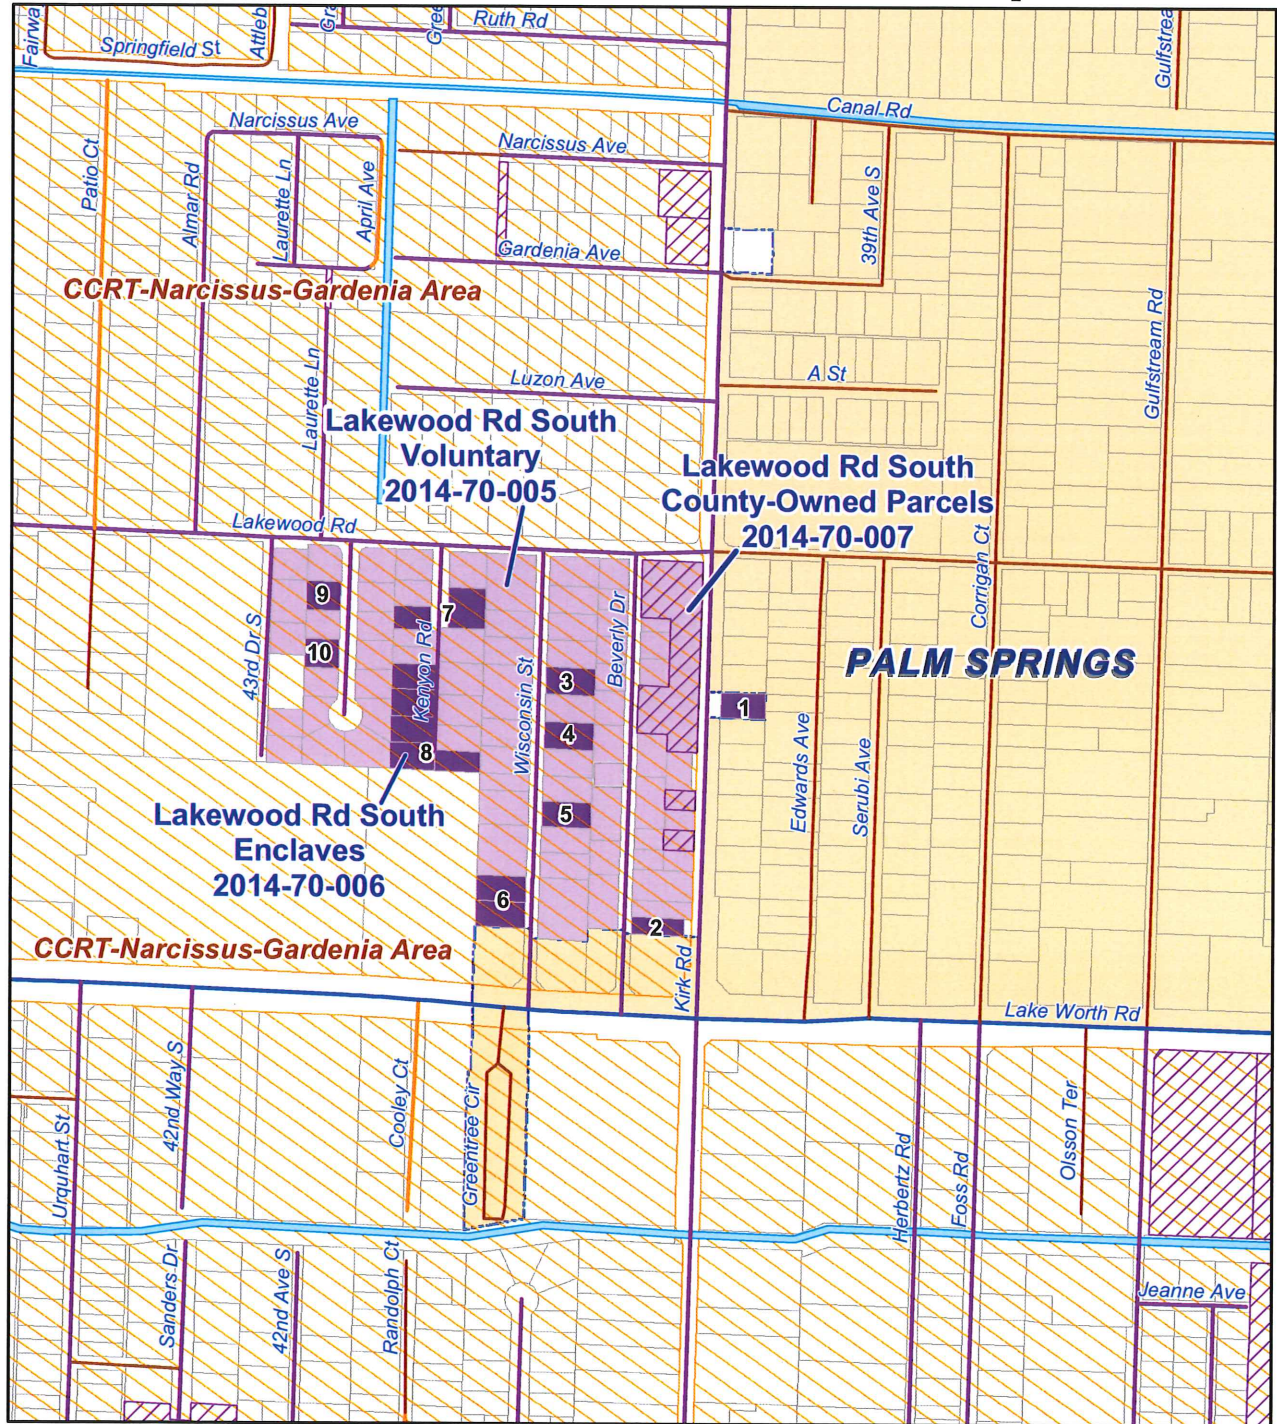 Ruth Rd
Springfield St
Fairwa
Attleb
Gra
Gree
Gulfstrea
Canal Rd
Narcissus Ave
Narcissus Ave
Patio Ct
Almar Rd
Laurette Ln
April Ave
39th Ave S
Gardenia Ave
CCRT-Narcissus-Gardenia Area
Gulfstream Rd
Laurette Ln
Luzon Ave
A St
Lakewood Rd South
Voluntary
2014-70-005
Lakewood Rd South
County-Owned Parcels
2014-70-007
Lakewood Rd
Corrigan Ct
9
7
10
43rd Dr S
Kenyon Rd
Wisconsin St
Beverly Dr
3
PALM SPRINGS
1
4
8
Edwards Ave
Serubi Ave
5
Lakewood Rd South
Enclaves
2014-70-006
6
2
CCRT-Narcissus-Gardenia Area
Kirk Rd
Lake Worth Rd
Urquhart St
42nd Way S
Cooley Ct
Greentree Cir
Herbertz Rd
Foss Rd
Olsson Ter
Sanders Dr
42nd Ave S
Randolph Ct
Jeanne Ave